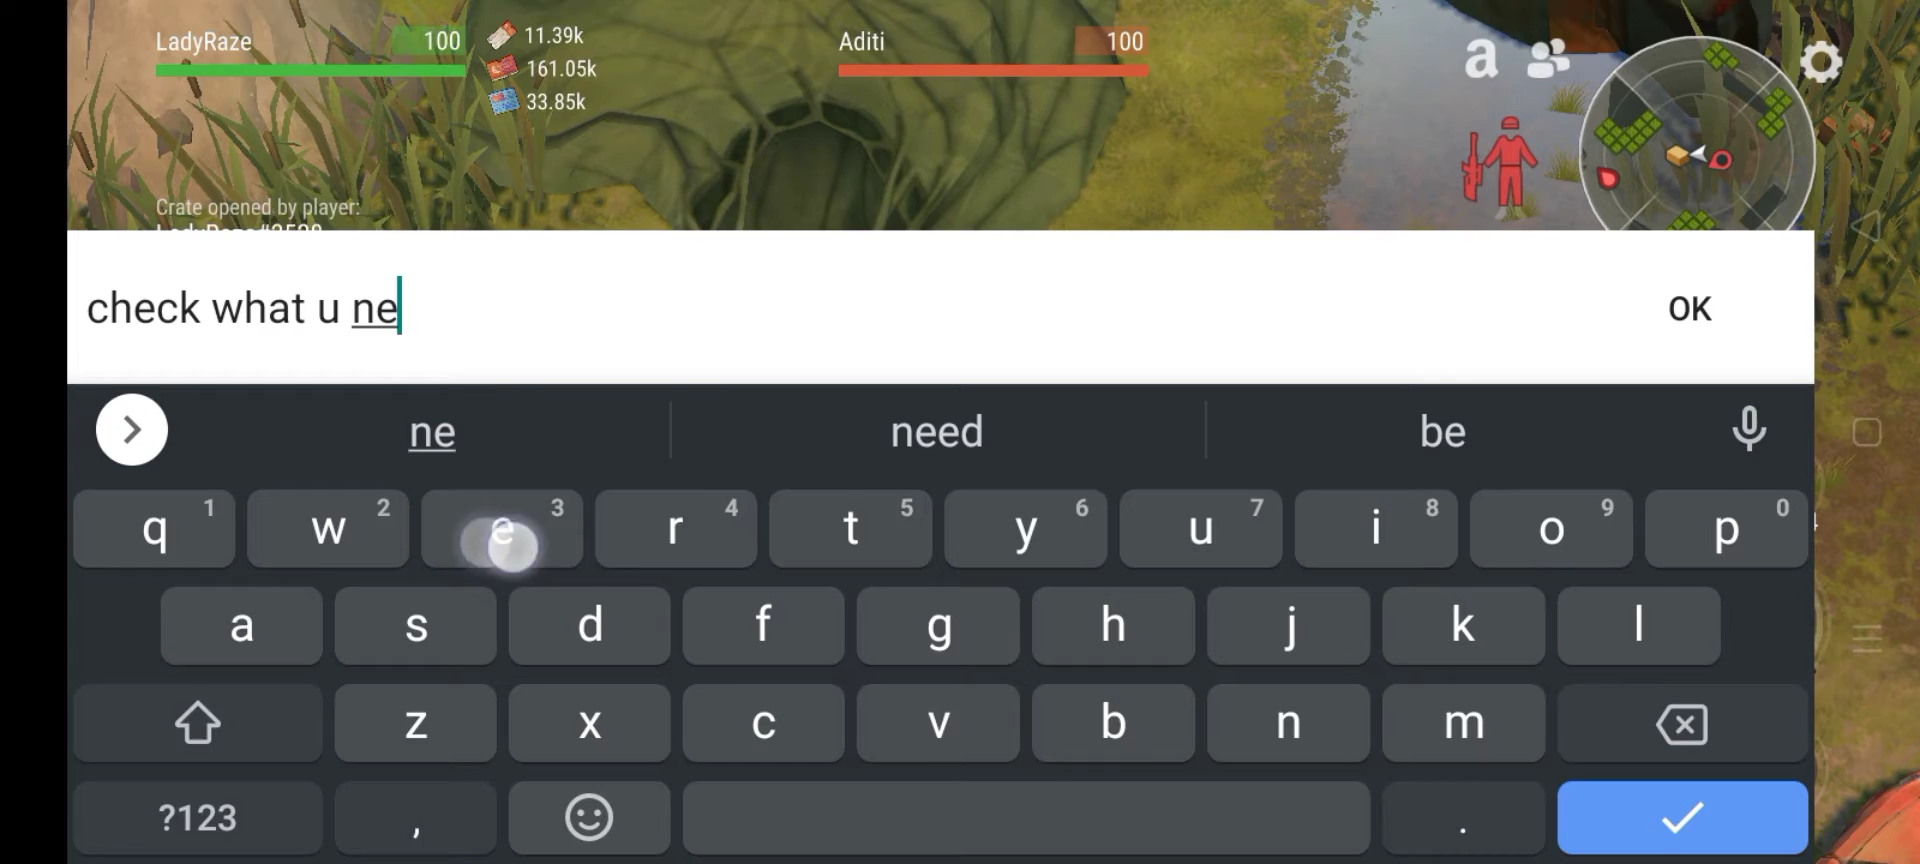 LadyRaze 100
11.39k
161.05k
33.85k
Aditi 100
a
Crate opened by player:
check what u ne
OK
ne need be
q 1 w 2 e 3 r 4 t 5 y 6 u 7 i 8 o 9 p 0
a s d f g h j k l
z x c v b n m
?123 , .